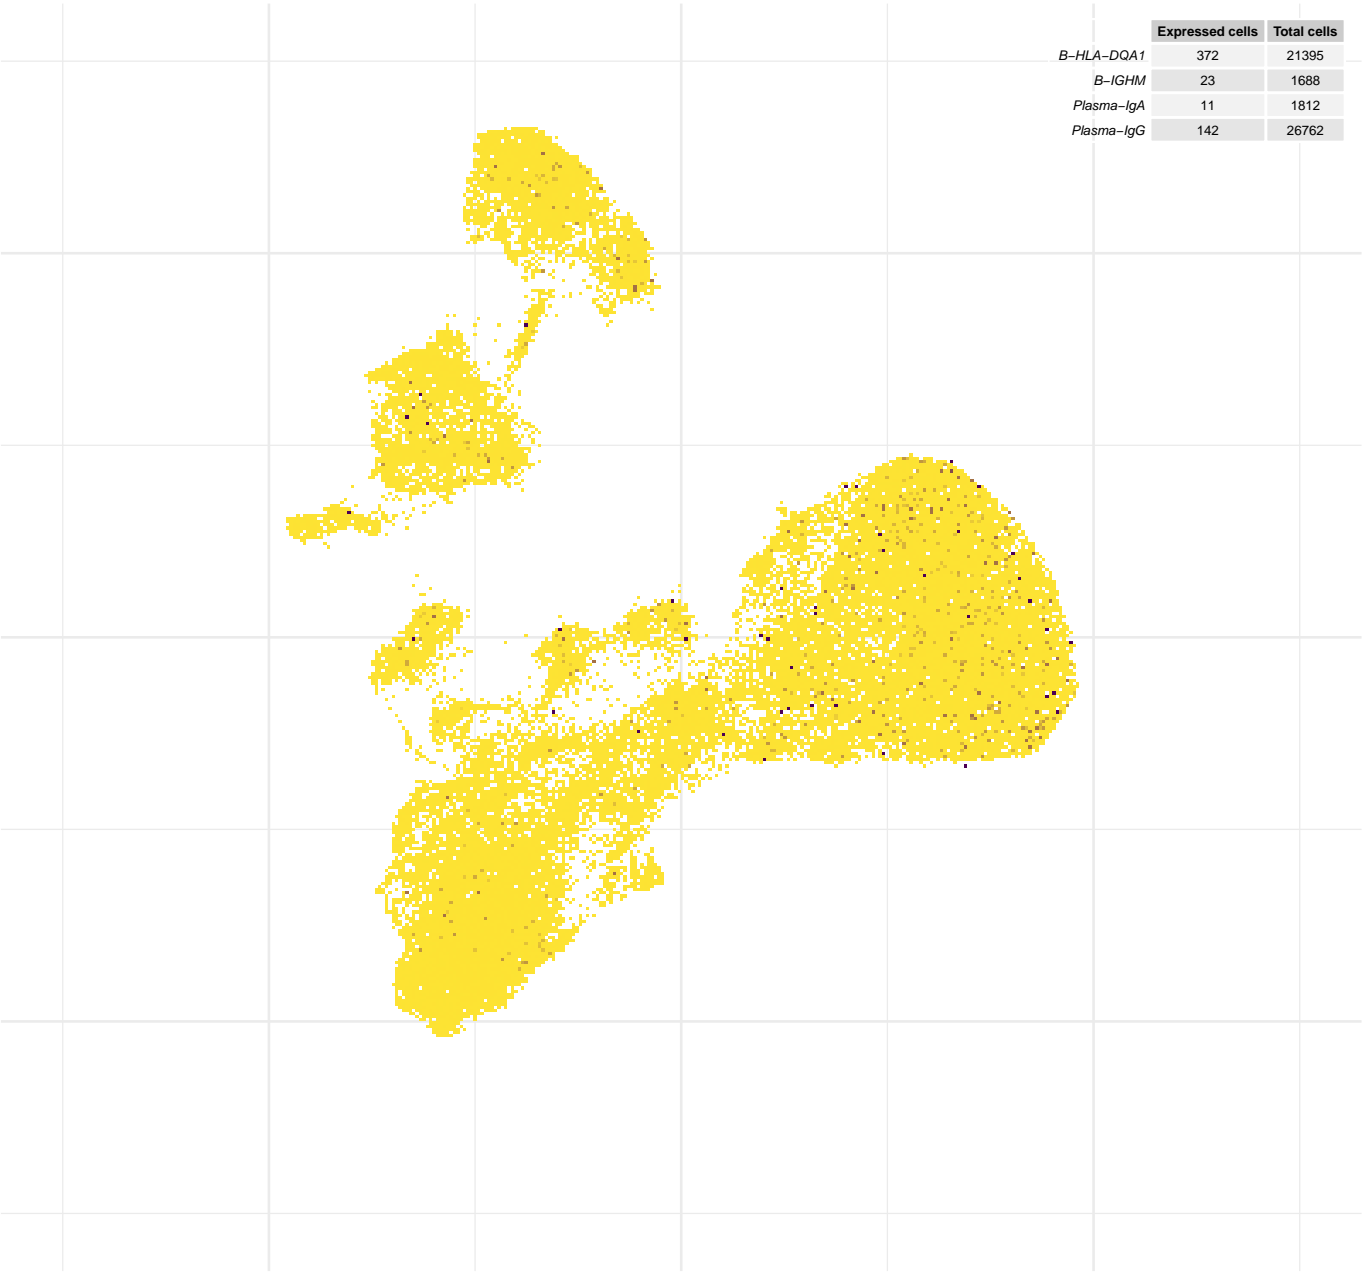 Expressed cells Total cells
B−HLA−DQA1 372 21395
B−IGHM 23 1688
Plasma−IgA 11 1812
Plasma−IgG 142 26762